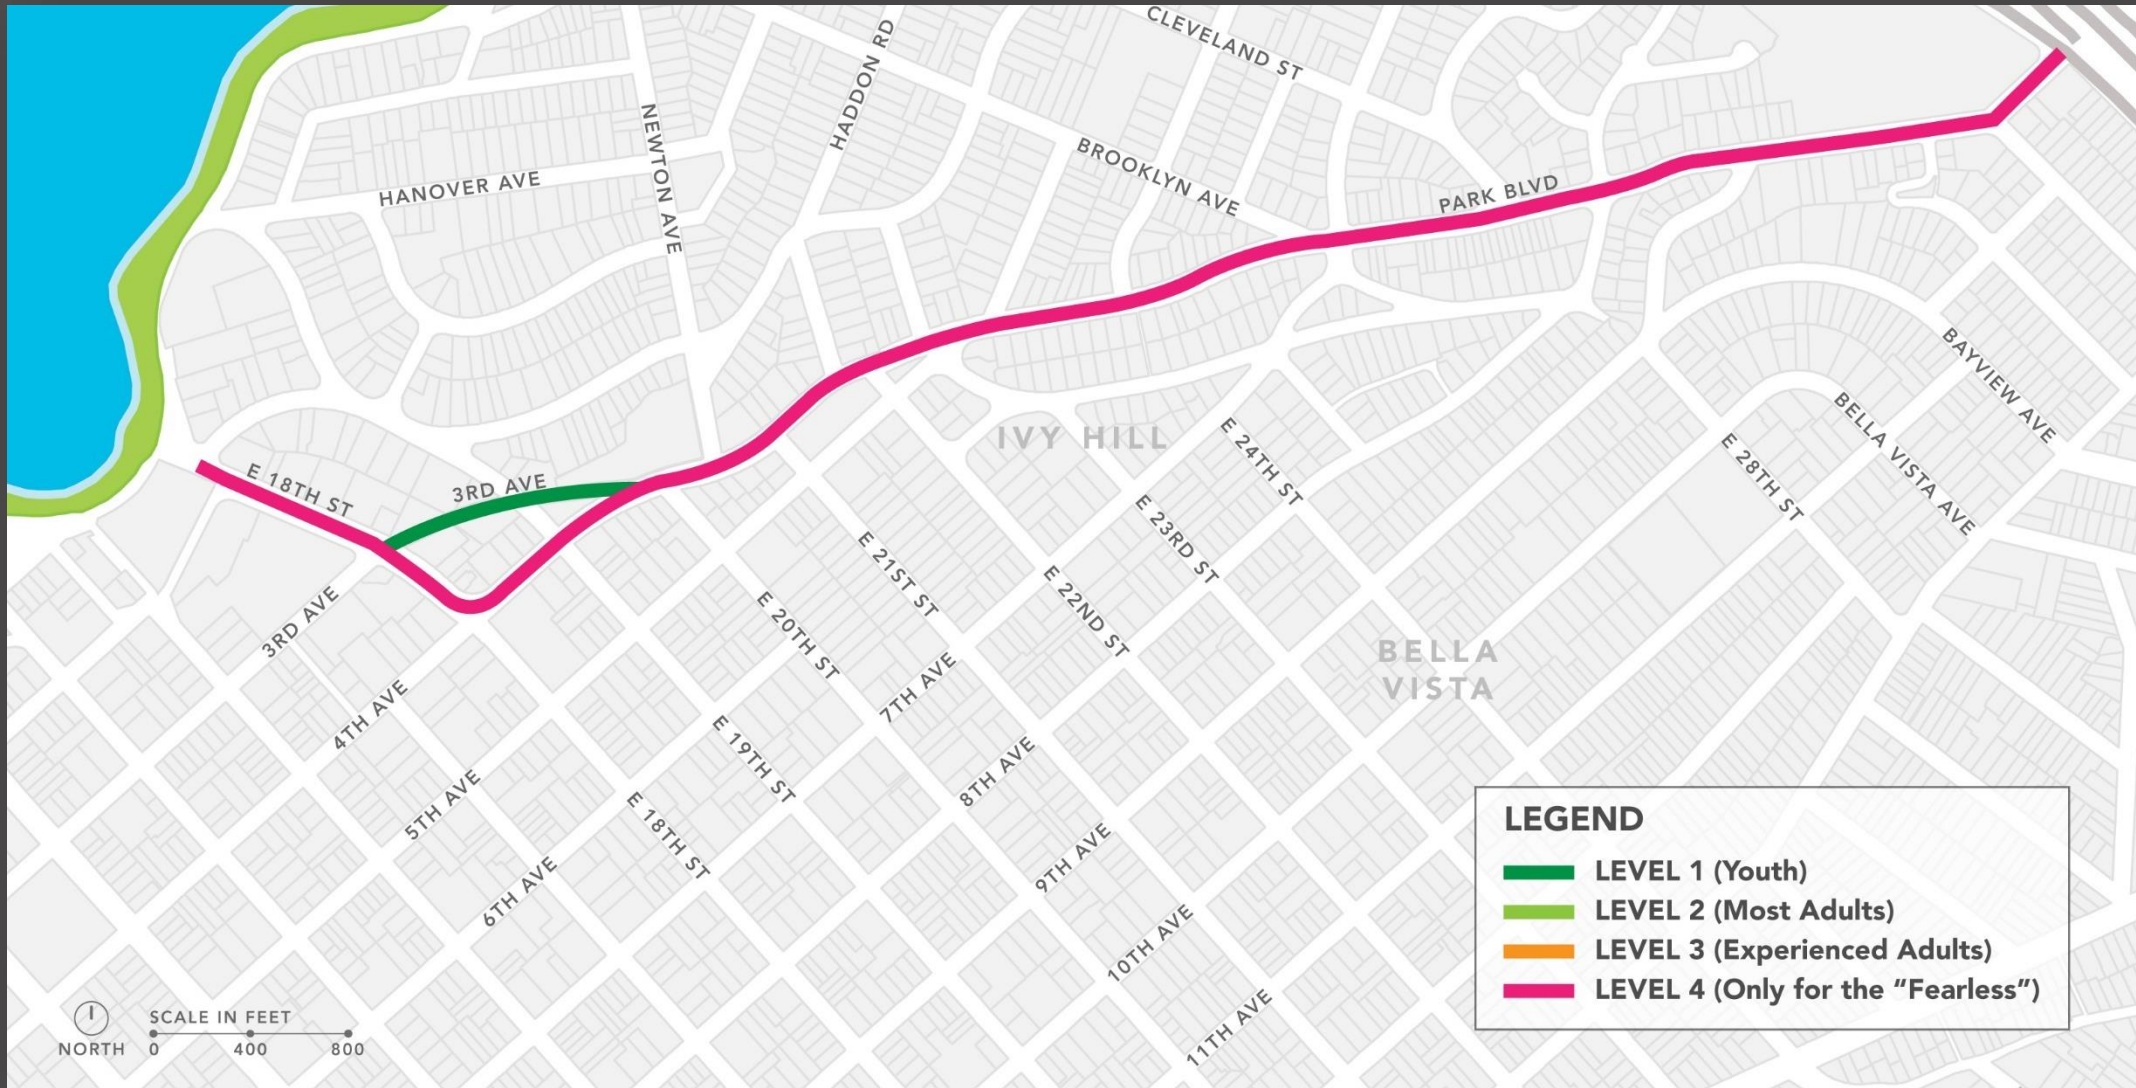 CLEVELAND ST
HADDON RD
NEWTON AVE
BROOKLYN AVE
HANOVER AVE
PARK BLVD
BAYVIEW AVE
BELLA VISTA AVE
E 28TH ST
E 24TH ST
IVY HILL
E 18TH ST
3RD AVE
E 23RD ST
E 21ST ST
E 22ND ST
3RD AVE
E 20TH ST
BELLA
VISTA
7TH AVE
4TH AVE
E 19TH ST
8TH AVE
5TH AVE
E 18TH ST
9TH AVE
6TH AVE
10TH AVE
11TH AVE
LEGEND
LEVEL 1 (Youth)
LEVEL 2 (Most Adults)
LEVEL 3 (Experienced Adults)
LEVEL 4 (Only for the “Fearless”)
NORTH
SCALE IN FEET
0 400 800